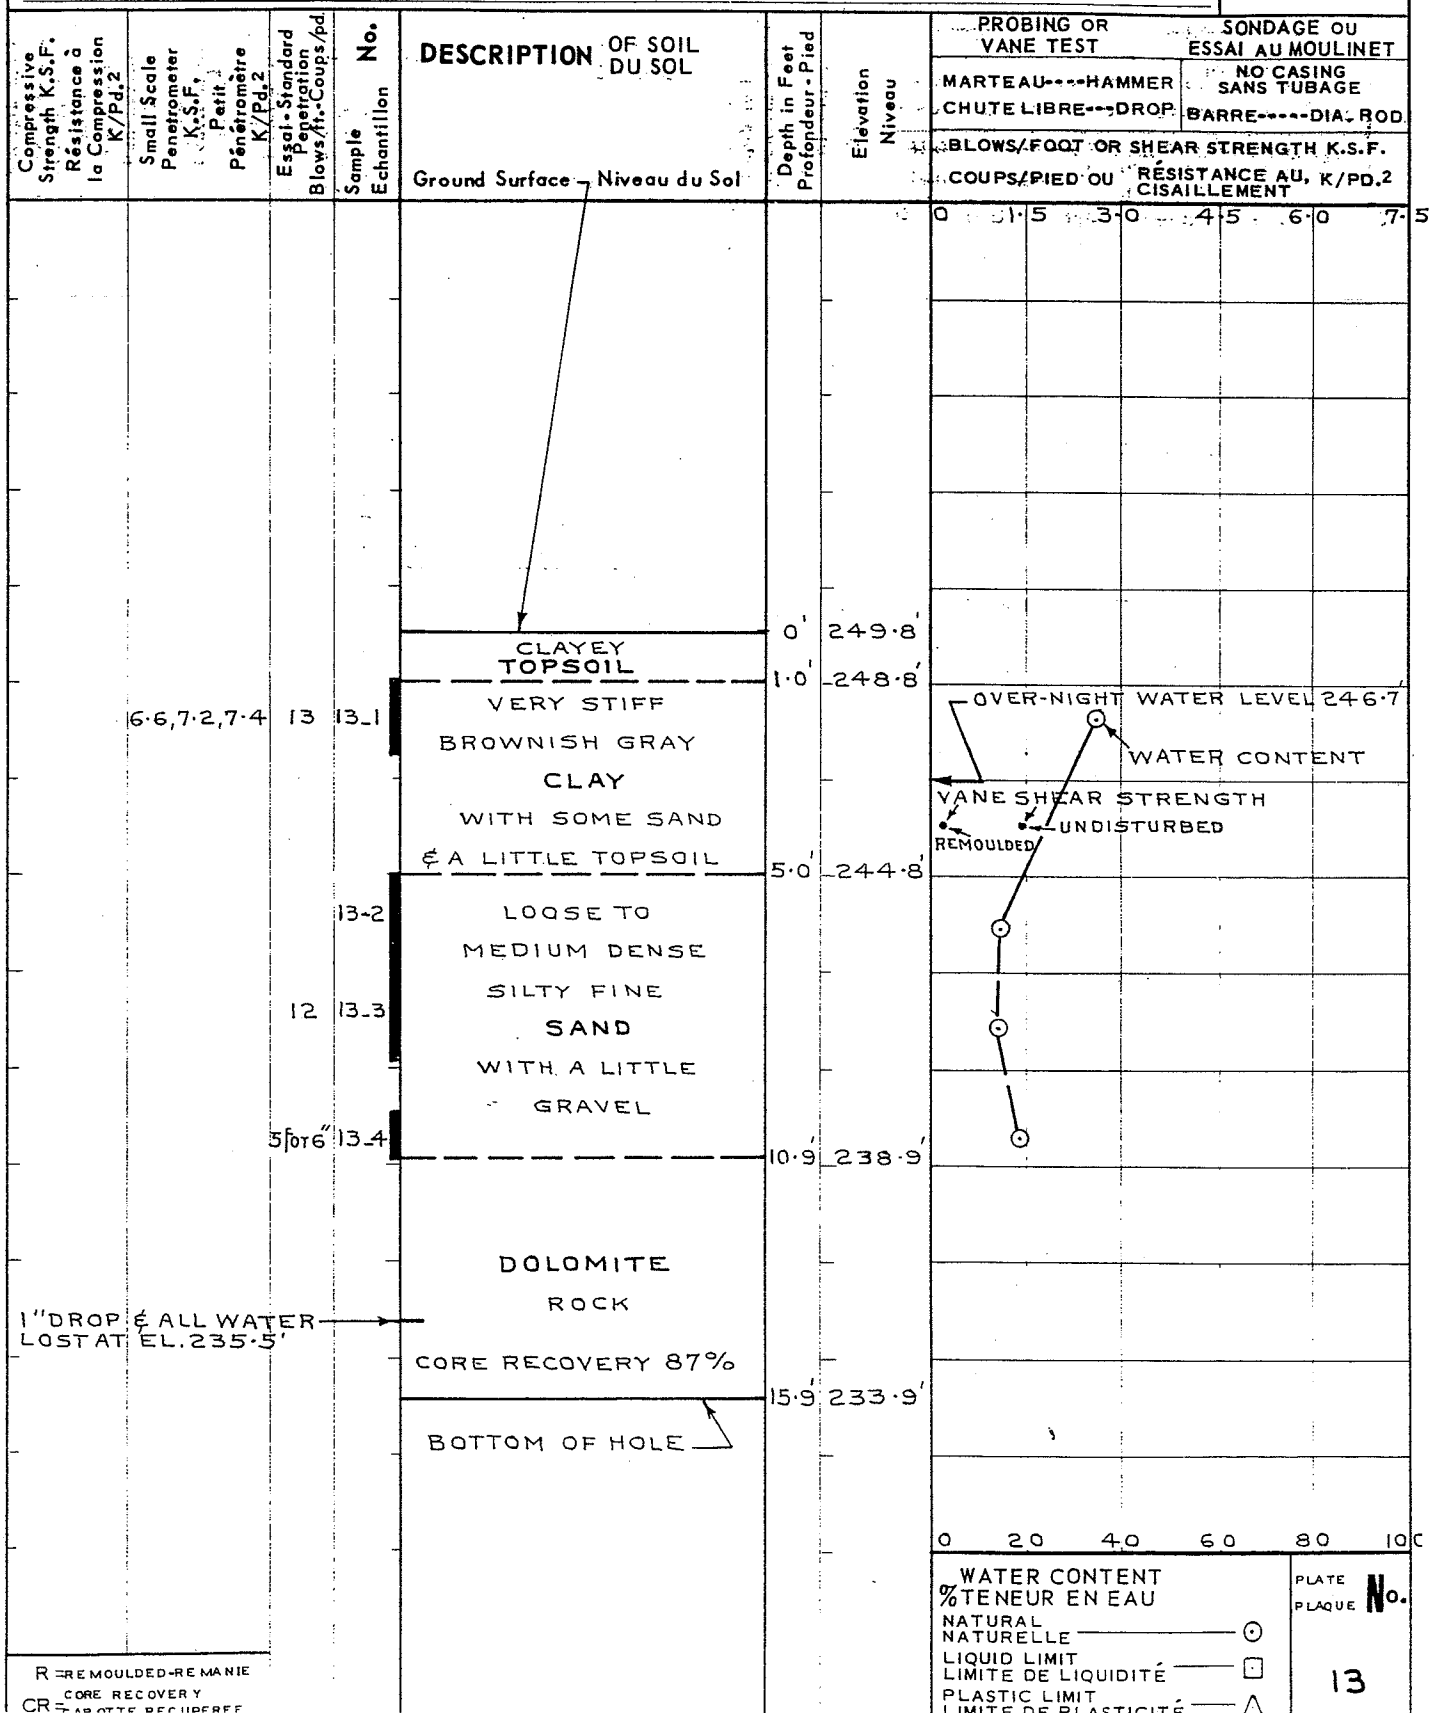 Compressive
Strength K.S.F.
Résistance à
la Compression
K/Pd.2
Small Scale
Penetrometer
K.S.F.
Petit
Pénétromètre
K/Pd.2
Essai-Standard
Penetration
Blows/ft.-Coups/pd.
Sample No.
Echantillon
DESCRIPTION OF SOIL
DU SOL
Ground Surface Niveau du Sol
Depth in Feet
Profondeur-Pied
Elevation
Niveau
PROBING OR
VANE TEST
SONDAGE OU
ESSAI AU MOULINET
MARTEAU----HAMMER
CHUTE LIBRE---DROP
NO CASING
SANS TUBAGE
BARRE-----DIA. ROD
BLOWS/FOOT OR SHEAR STRENGTH K.S.F.
COUPS/PIED OU RÉSISTANCE AU, K/PD.2
CISAILLEMENT
0 1.5 3.0 4.5 6.0 7.5
0' 249.8'
CLAYEY
TOPSOIL
1.0' 248.8'
6.6,7.2,7.4 13 13-1
VERY STIFF
BROWNISH GRAY
CLAY
WITH SOME SAND
& A LITTLE TOPSOIL
OVER-NIGHT WATER LEVEL 246.7
WATER CONTENT
VANE SHEAR STRENGTH
UNDISTURBED
REMOULDED
5.0' 244.8'
13-2
LOOSE TO
MEDIUM DENSE
SILTY FINE
12 13-3
SAND
WITH A LITTLE
GRAVEL
5 for 6" 13-4
10.9' 238.9'
DOLOMITE
ROCK
1" DROP & ALL WATER
LOST AT EL. 235.5'
CORE RECOVERY 87%
15.9' 233.9'
BOTTOM OF HOLE
0 20 40 60 80 100
WATER CONTENT
% TENEUR EN EAU
NATURAL
NATURELLE
LIQUID LIMIT
LIMITE DE LIQUIDITÉ
PLASTIC LIMIT
LIMITE DE PLASTICITÉ
PLATE
PLAQUE No.
13
R = REMOULDED-REMANIE
CR = CORE RECOVERY
CAROTTE RECUPEREE